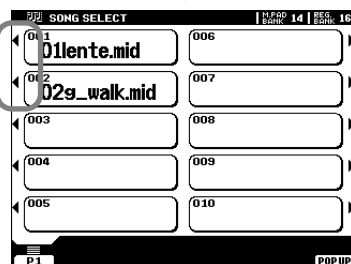 SONG SELECT
M.PAD BANK 14 REG. BANK 16
001
01lente.mid
002
02g_walk.mid
003
004
005
006
007
008
009
010
P1
POPUP